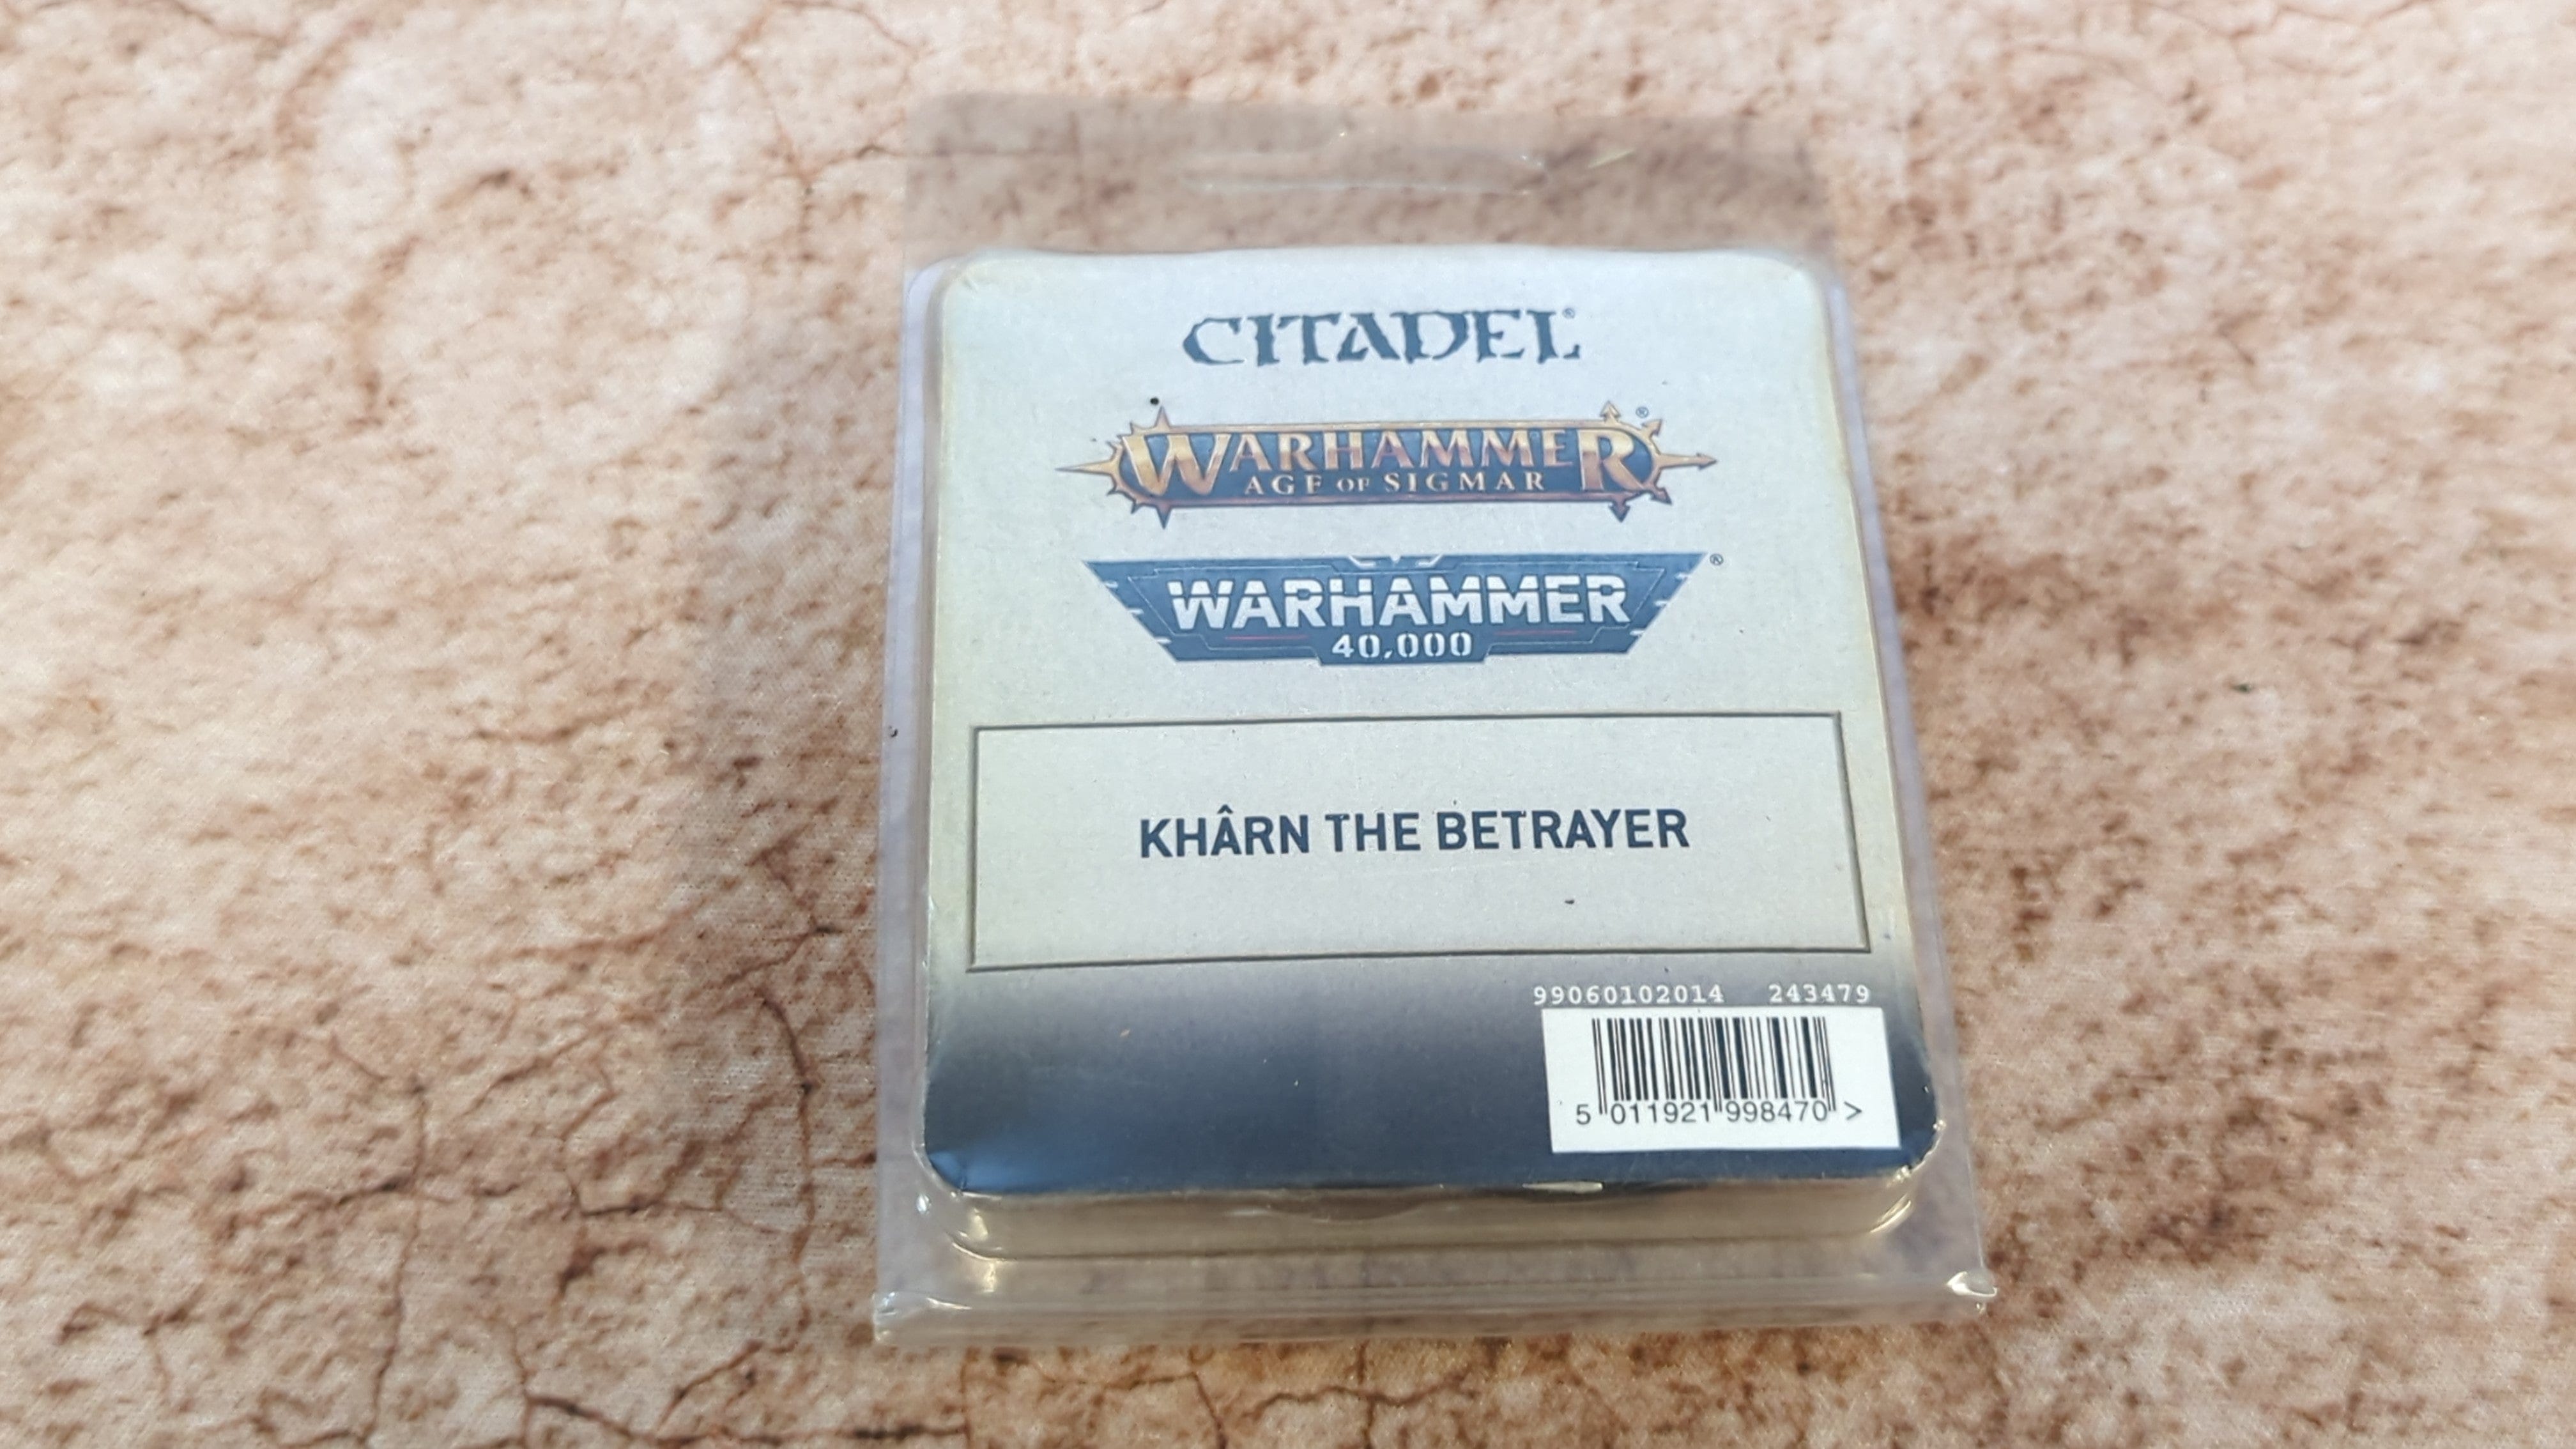 CITADEL®
WARHAMMER®
AGE OF SIGMAR
WARHAMMER®
40,000
KHÂRN THE BETRAYER
99060102014 243479
5 011921 998470 >